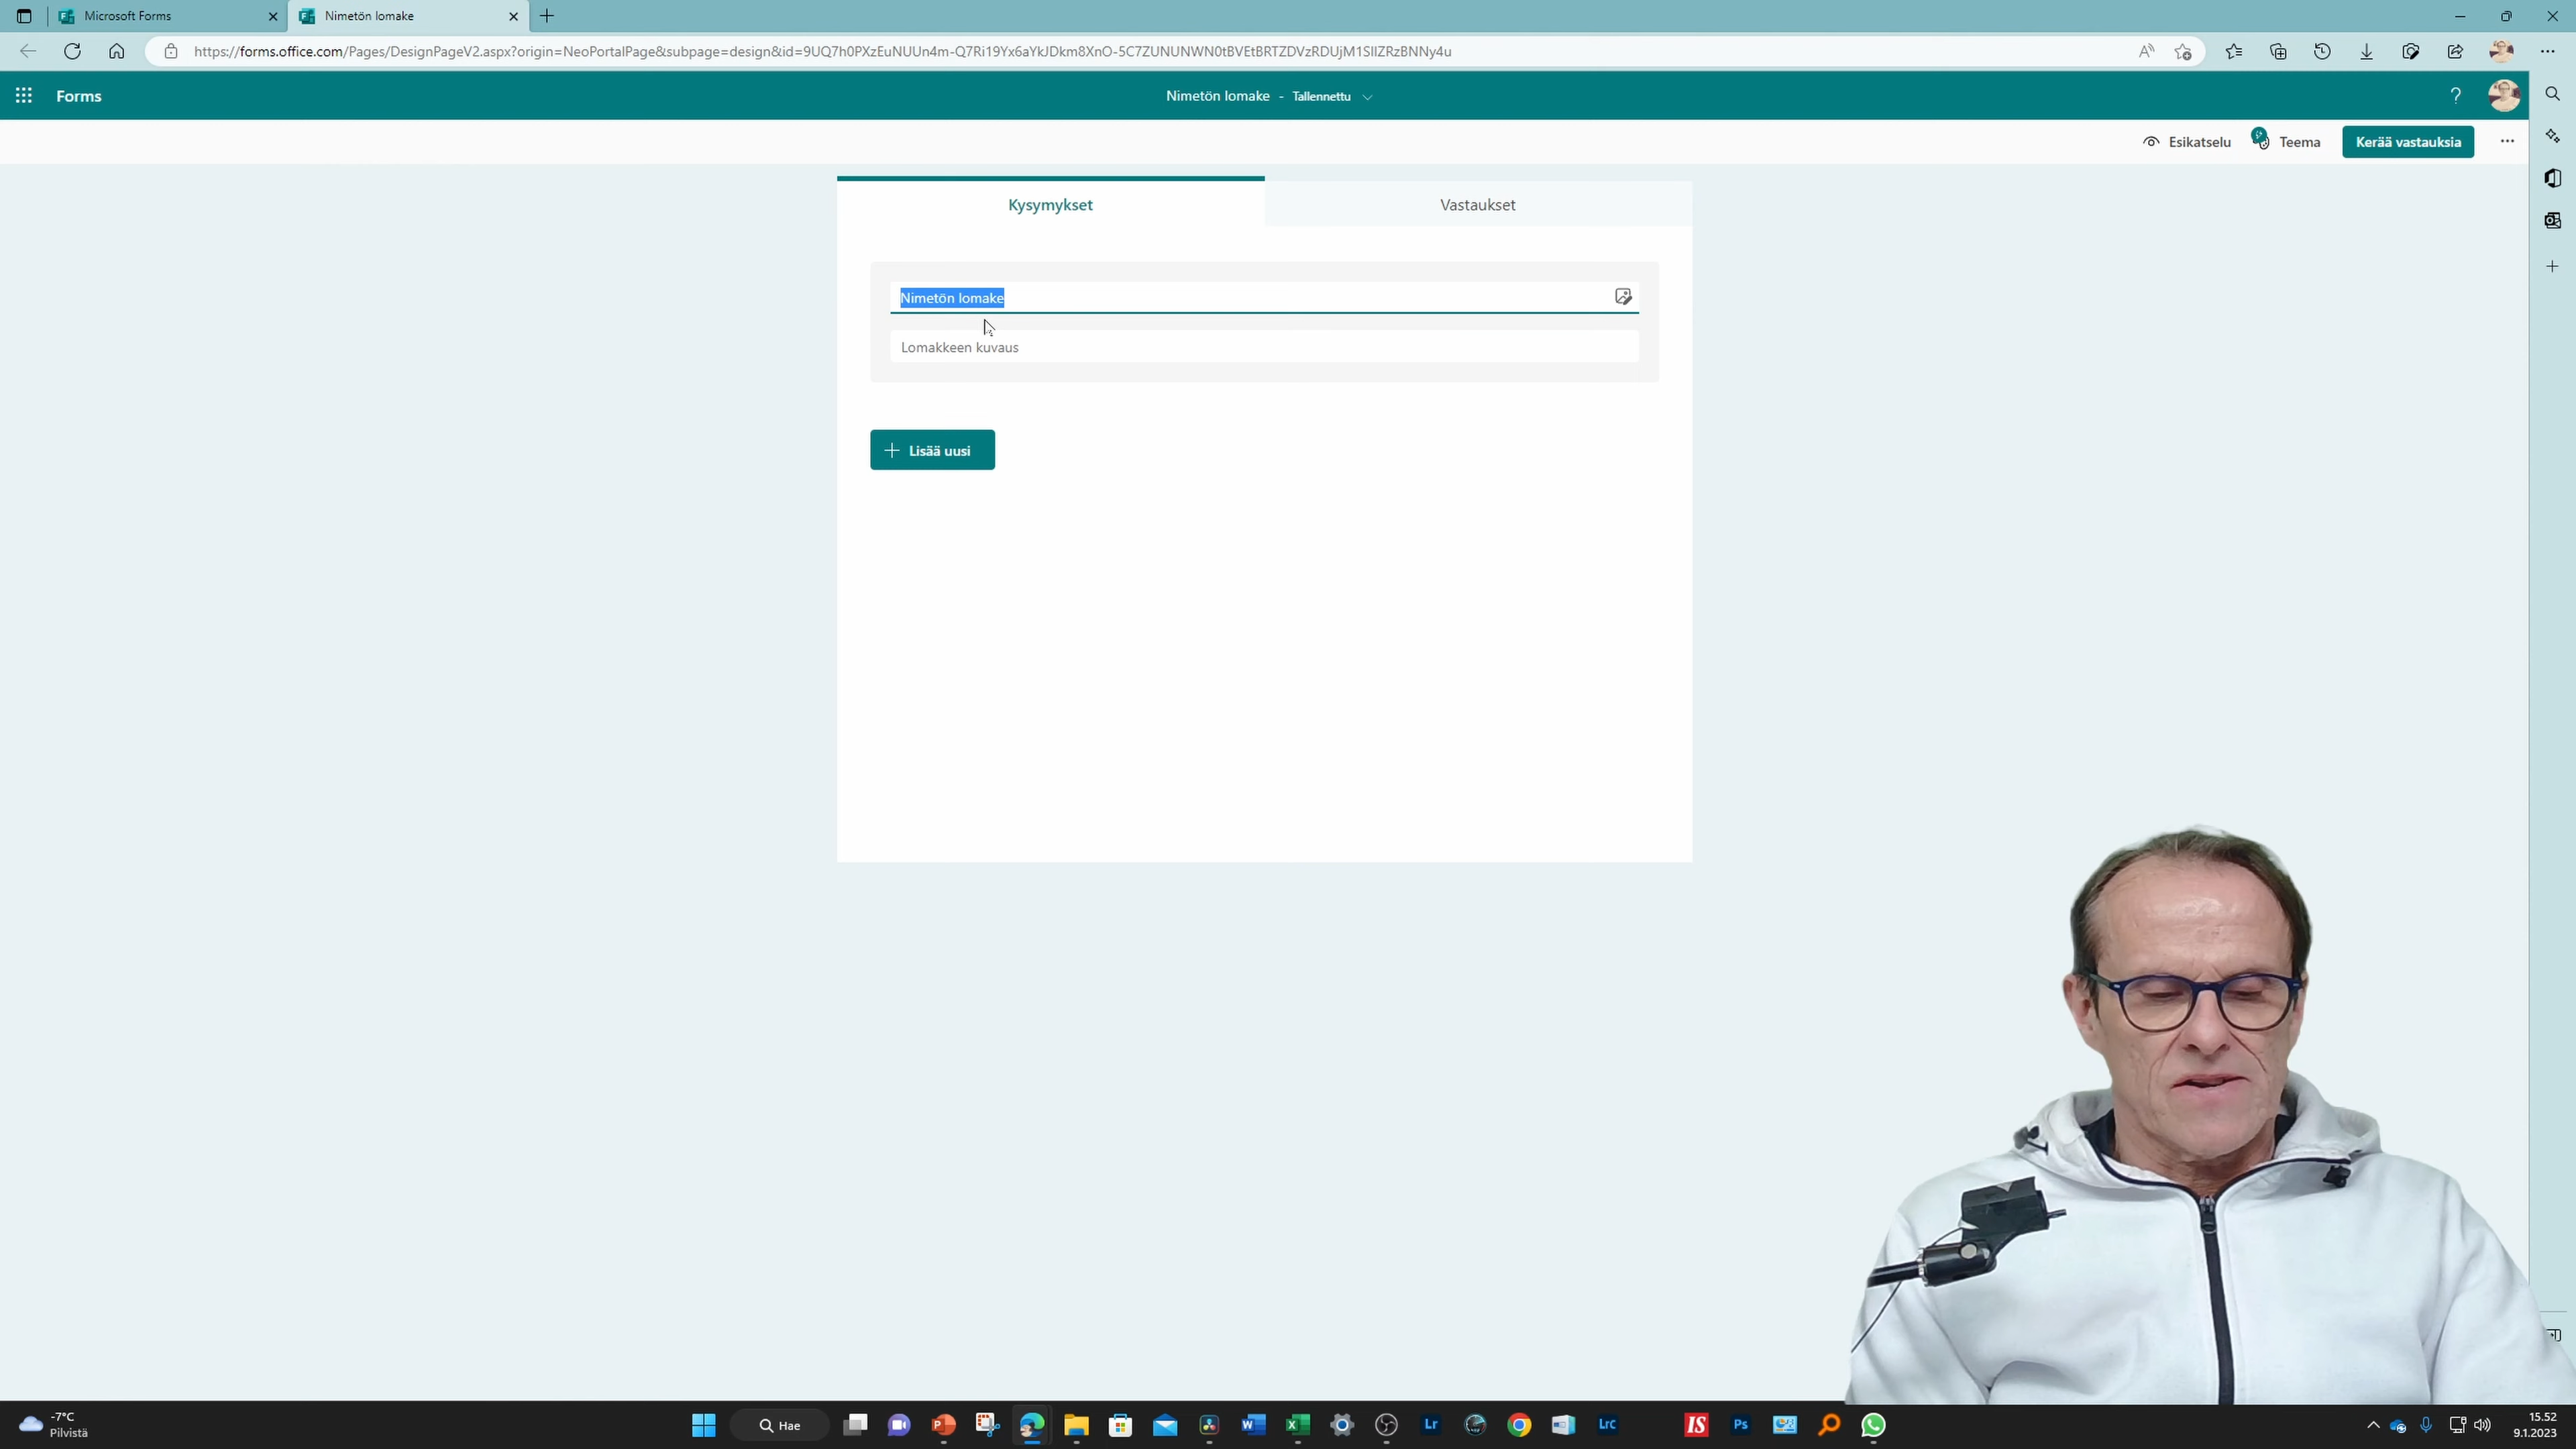 Microsoft Forms
Nimetön lomake
https://forms.office.com/Pages/DesignPageV2.aspx?origin=NeoPortalPage&subpage=design&id=9UQ7h0PXzEuNUUn4m-Q7Ri19Yx6aYkJDkm8XnO-5C7ZUNUNWN0tBVEtBRTZDVzRDUjM1SllZRzBNNy4u
Forms
Nimetön lomake - Tallennettu
Esikatselu
Teema
Kerää vastauksia
Kysymykset
Vastaukset
Nimetön lomake
Lomakkeen kuvaus
Lisää uusi
-7°C
Pilvistä
Hae
Lr
LrC
IS
Ps
15.52
9.1.2023